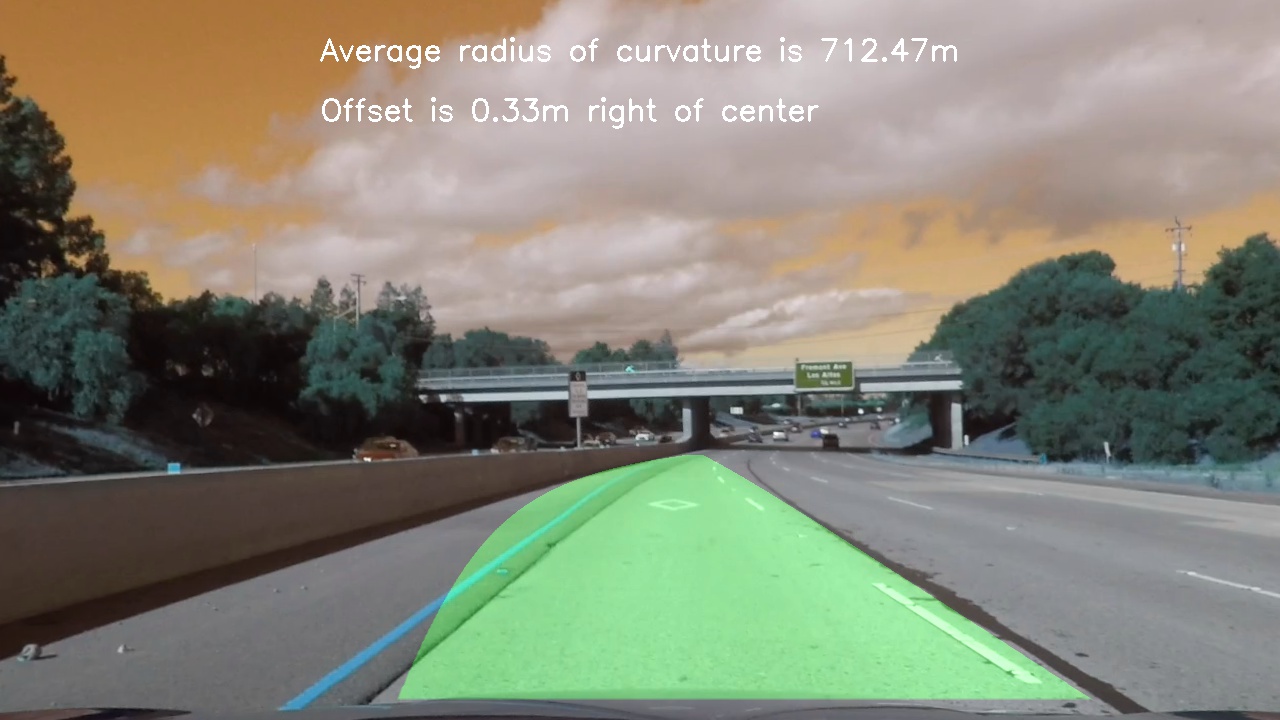 Average radius of curvature is 712.47m
Offset is 0.33m right of center
Fremont Ave
Los Altos